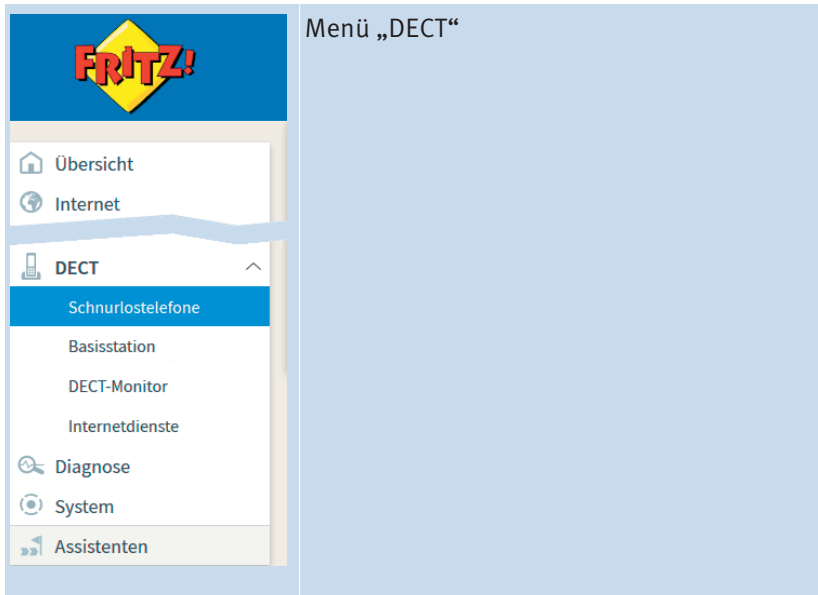 FRITZ!
Menü „DECT“
Übersicht
Internet
DECT
Schnurlostelefone
Basisstation
DECT-Monitor
Internetdienste
Diagnose
System
Assistenten